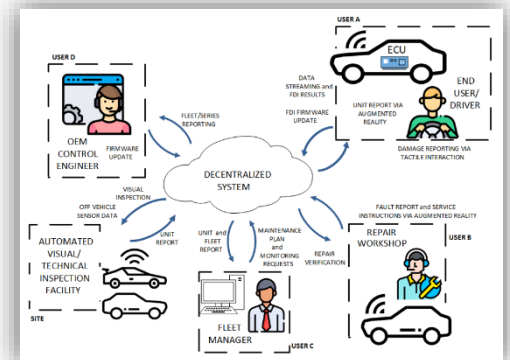 USER A
USER D
ECU
DATA
STREAMING and
FDI RESULTS
END
USER/
DRIVER
UNIT REPORT VIA
AUGMENTED
REALITY
FDI FIRMWARE
UPDATE
DAMAGE REPORTING VIA
TACTILE INTERACTION
OEM
CONTROL
ENGINEER
FLEET/SERIES
REPORTING
FIRMWARE
UPDATE
DECENTRALIZED
SYSTEM
VISUAL
INSPECTION
OFF VEHICLE
SENSOR DATA
UNIT
REPORT
AUTOMATED
VISUAL/
TECHNICAL
INSPECTION
FACILITY
SITE
UNIT and
FLEET
REPORT
MAINTENANCE
PLAN
and
MONITORING
REQUESTS
REPAIR
VERIFICATION
FAULT REPORT and SERVICE
INSTRUCTIONS VIA AUGMENTED REALITY
REPAIR
WORKSHOP
USER B
FLEET
MANAGER
USER C